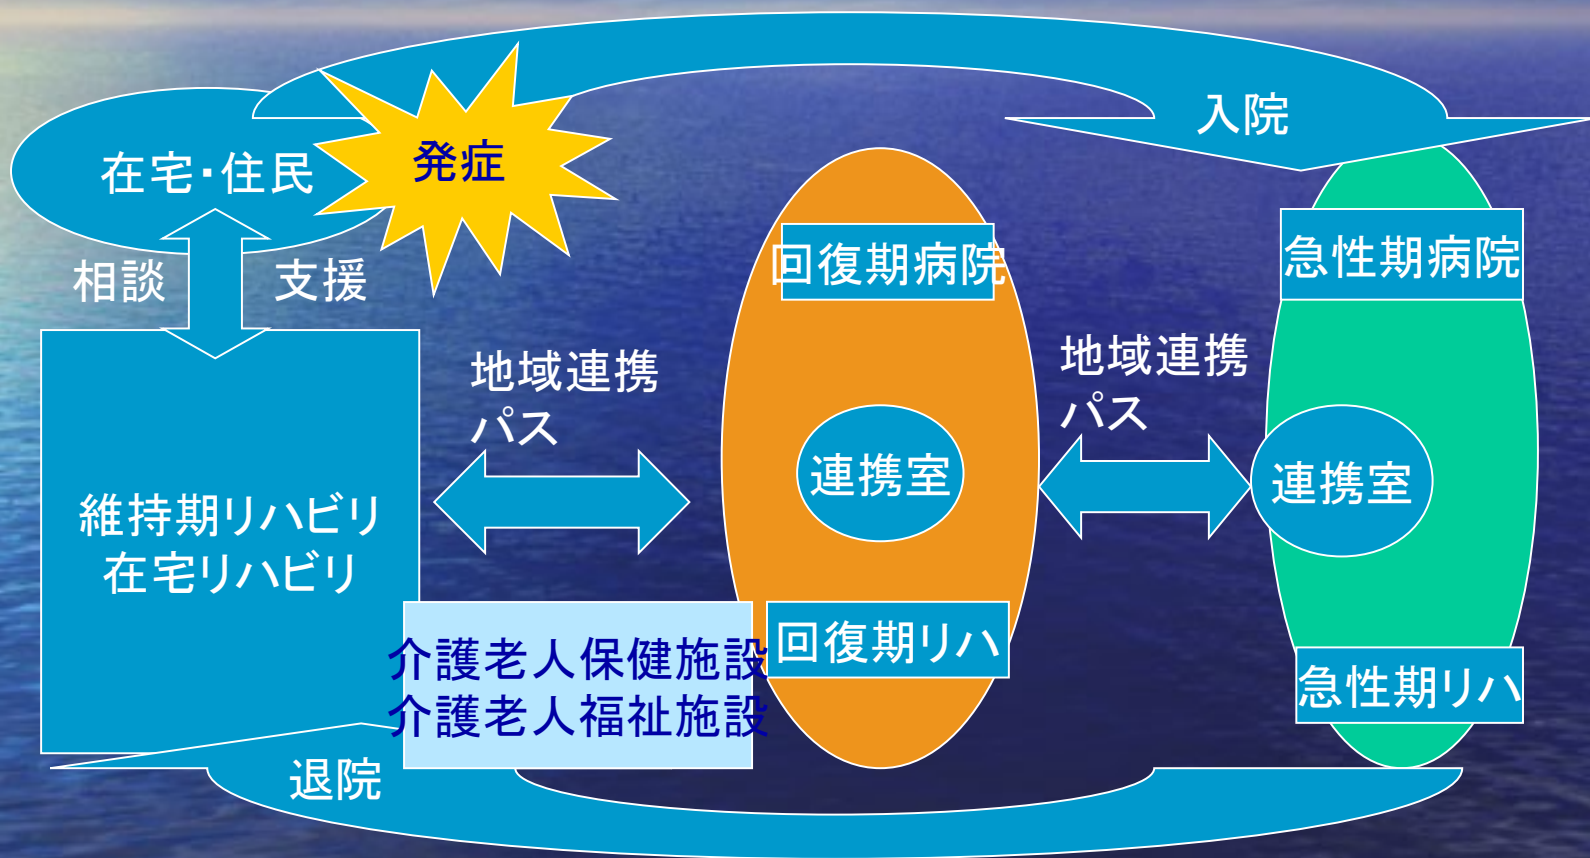 入院
発症
在宅・住民
相談
支援
回復期病院
急性期病院
地域連携
パス
地域連携
パス
連携室
連携室
維持期リハビリ
在宅リハビリ
介護老人保健施設
介護老人福祉施設
回復期リハ
急性期リハ
退院